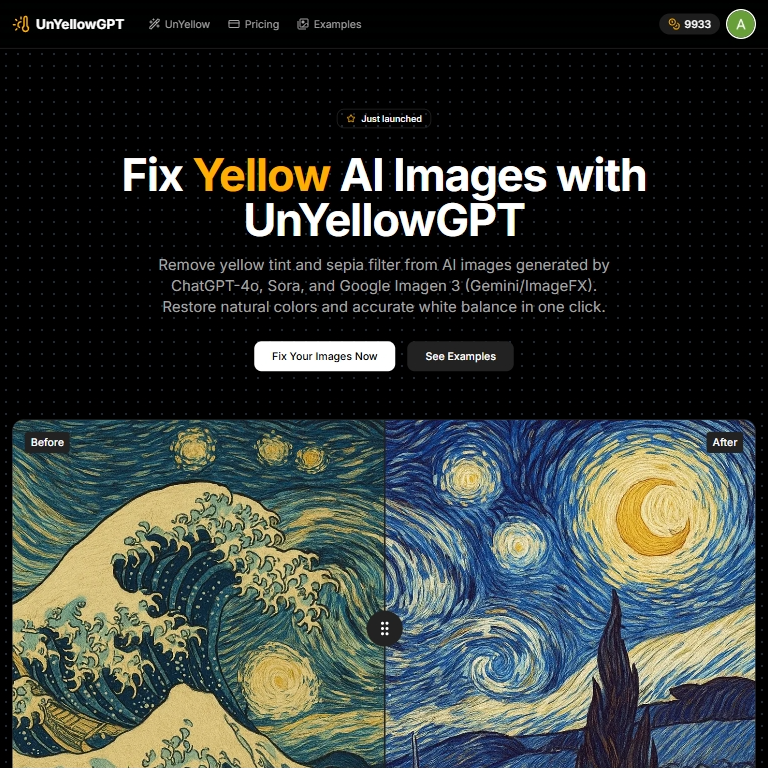 UnYellowGPT
UnYellow
Pricing
Examples
9933
A
Just launched
Fix Yellow AI Images with
UnYellowGPT
Remove yellow tint and sepia filter from AI images generated by
ChatGPT-4o, Sora, and Google Imagen 3 (Gemini/ImageFX).
Restore natural colors and accurate white balance in one click.
Fix Your Images Now
See Examples
Before
After